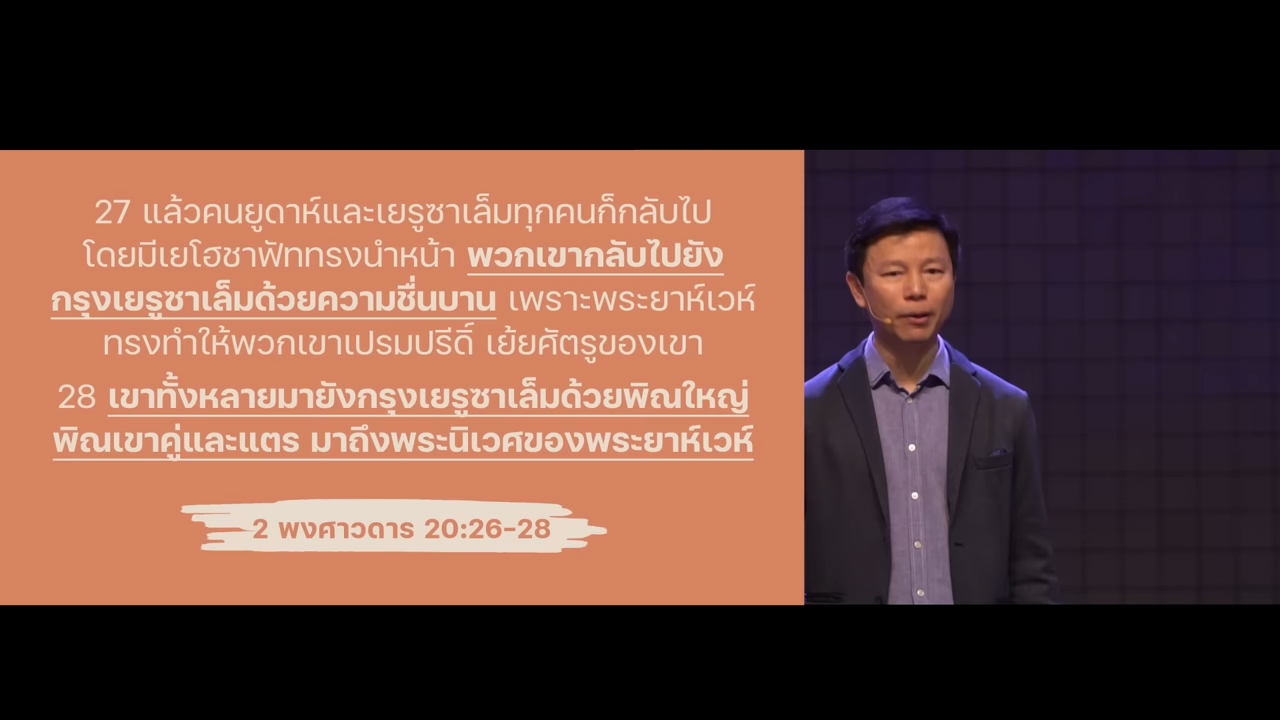 27 แล้วคนยูดาห์และเยรูซาเล็มทุกคนก็กลับไป
โดยมีเยโฮชาฟัททรงนำหน้า พวกเขากลับไปยัง
กรุงเยรูซาเล็มด้วยความชื่นบาน เพราะพระยาห์เวห์
ทรงทำให้พวกเขาเปรมปรีดิ์ เย้ยศัตรูของเขา
28 เขาทั้งหลายมายังกรุงเยรูซาเล็มด้วยพิณใหญ่
พิณเขาคู่และแตร มาถึงพระนิเวศของพระยาห์เวห์
2 พงศาวดาร 20:26-28